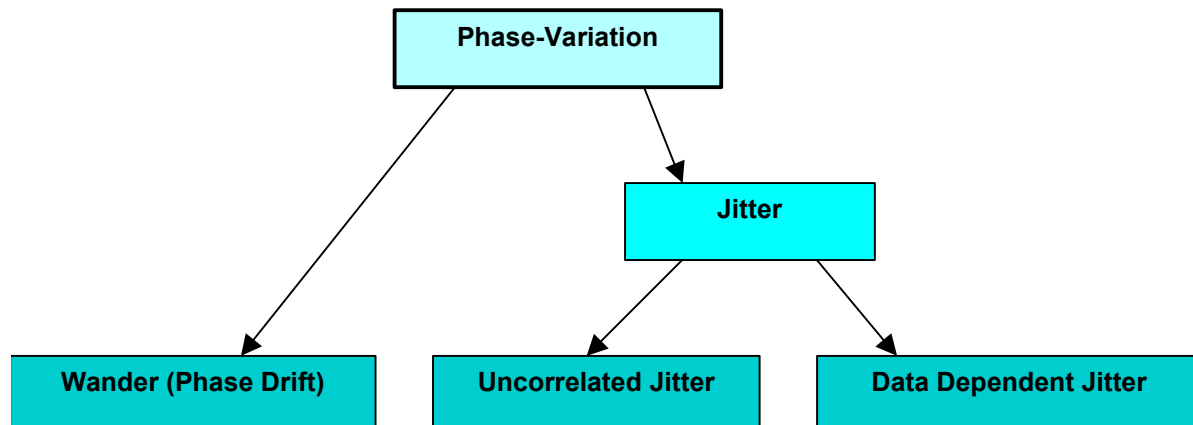 Phase-Variation
Jitter
Wander (Phase Drift)
Uncorrelated Jitter
Data Dependent Jitter